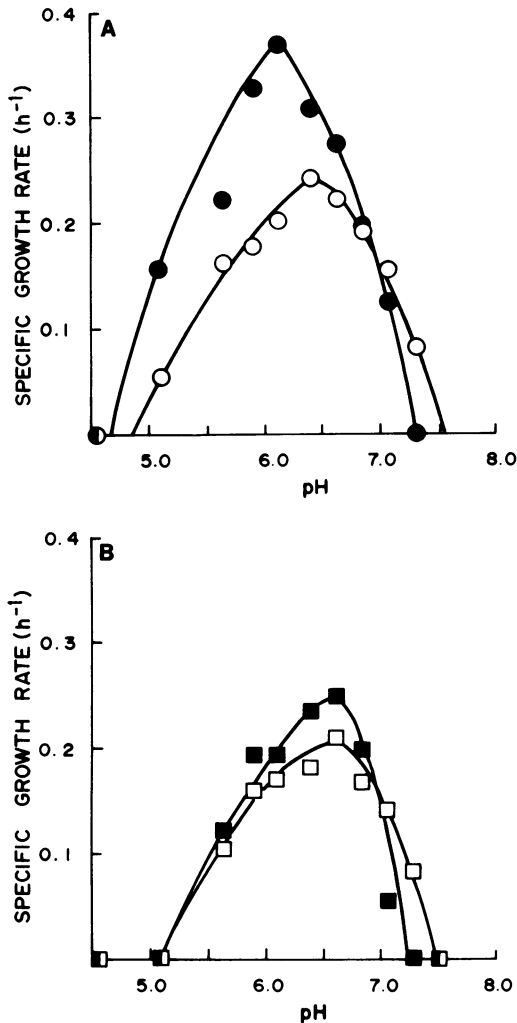 A
0.4
0.3
0.2
0.1
SPECIFIC GROWTH RATE (h⁻¹)
5.0 6.0 7.0 8.0
pH
B
0.4
0.3
0.2
0.1
SPECIFIC GROWTH RATE (h⁻¹)
5.0 6.0 7.0 8.0
pH